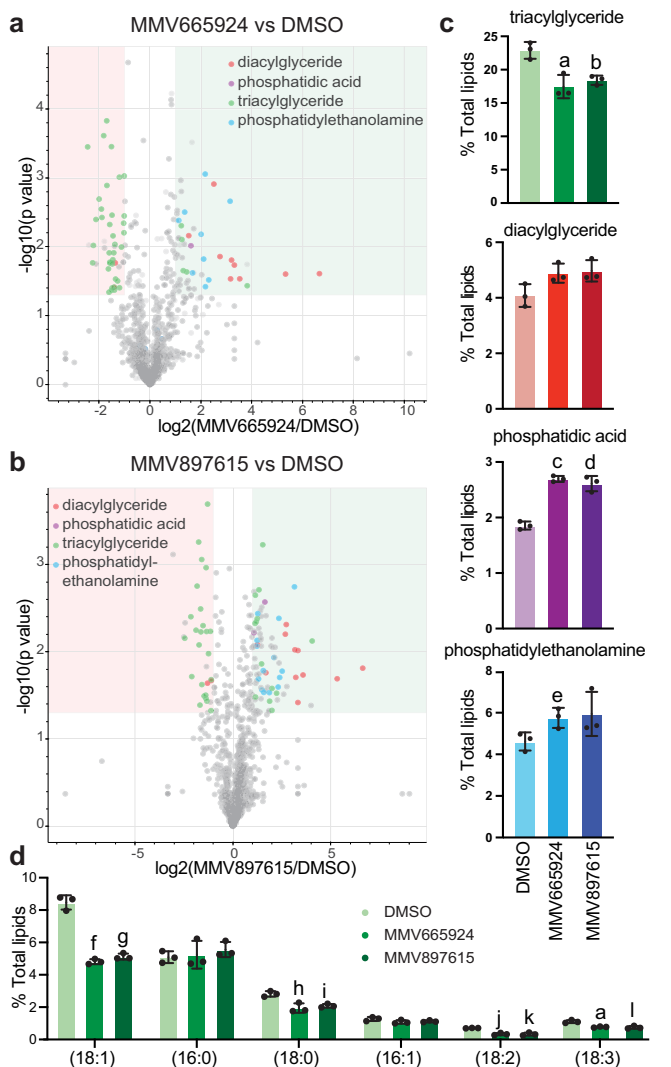 a
MMV665924 vs DMSO
diacylglyceride
phosphatidic acid
triacylglyceride
phosphatidylethanolamine
-log10(p value)
4
3
2
1
0
-2 0 2 4 6 8 10
log2(MMV665924/DMSO)
b
MMV897615 vs DMSO
diacylglyceride
phosphatidic acid
triacylglyceride
phosphatidyl-
ethanolamine
-log10(p value)
3
2
1
0
-5 0 5
log2(MMV897615/DMSO)
c
triacylglyceride
% Total lipids
25
20
15
10
5
0
a b
diacylglyceride
% Total lipids
6
4
2
0
phosphatidic acid
% Total lipids
3
2
1
0
c d
phosphatidylethanolamine
% Total lipids
8
6
4
2
0
e
DMSO
MMV665924
MMV897615
d
% Total lipids
10
8
6
4
2
0
f g h i j k a l
DMSO
MMV665924
MMV897615
(18:1) (16:0) (18:0) (16:1) (18:2) (18:3)